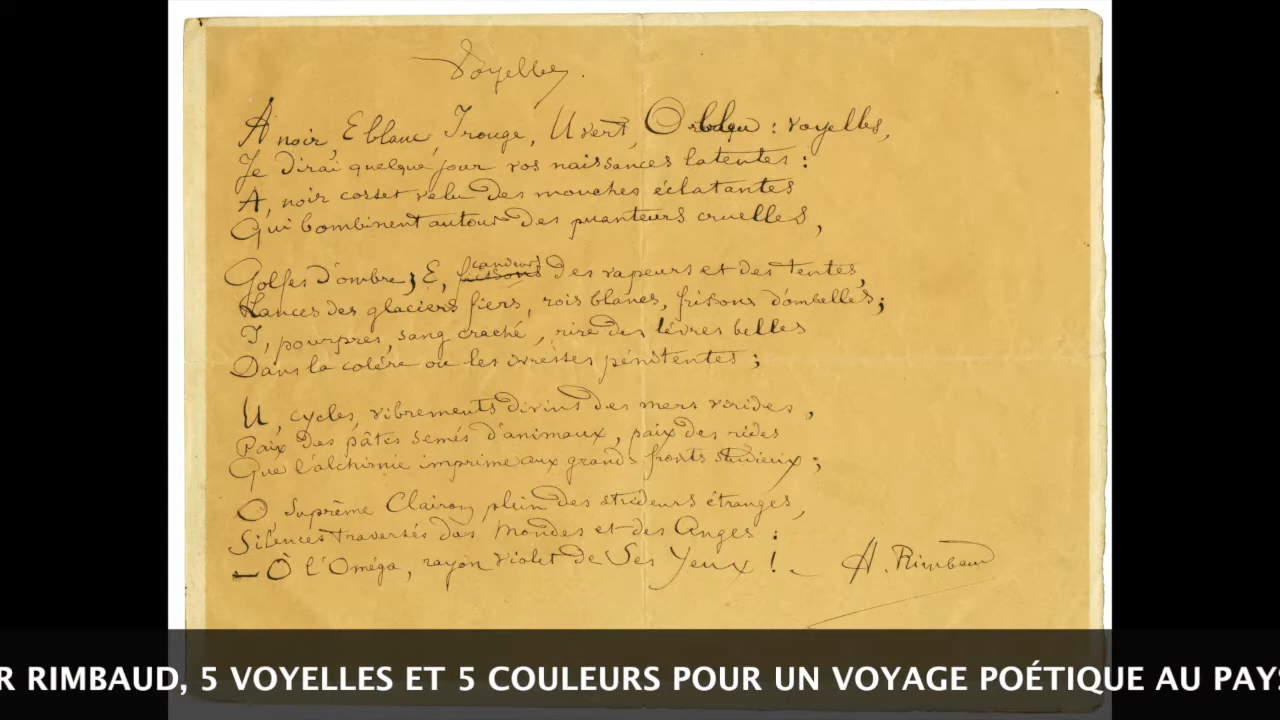 Voyelles.
A noir, E blanc, I rouge, U vert, O bleu : voyelles,
Je dirai quelque jour vos naissances latentes :
A, noir corset velu des mouches éclatantes
Qui bombinent autour des puanteurs cruelles,
Golfes d'ombre ; E, frissons candeurs des vapeurs et des tentes,
Lances des glaciers fiers, rois blancs, frissons d'ombelles ;
I, pourpres, sang craché, rire des lèvres belles
Dans la colère ou les ivresses pénitentes ;
U, cycles, vibrements divins des mers virides,
Paix des pâtis semés d'animaux, paix des rides
Que l'alchimie imprime aux grands fronts studieux ;
O, Suprême Clairon plein des strideurs étranges,
Silences traversés des Mondes et des Anges :
— O l'Oméga, rayon violet de Ses Yeux ! —
A. Rimbaud
R RIMBAUD, 5 VOYELLES ET 5 COULEURS POUR UN VOYAGE POÉTIQUE AU PAYS